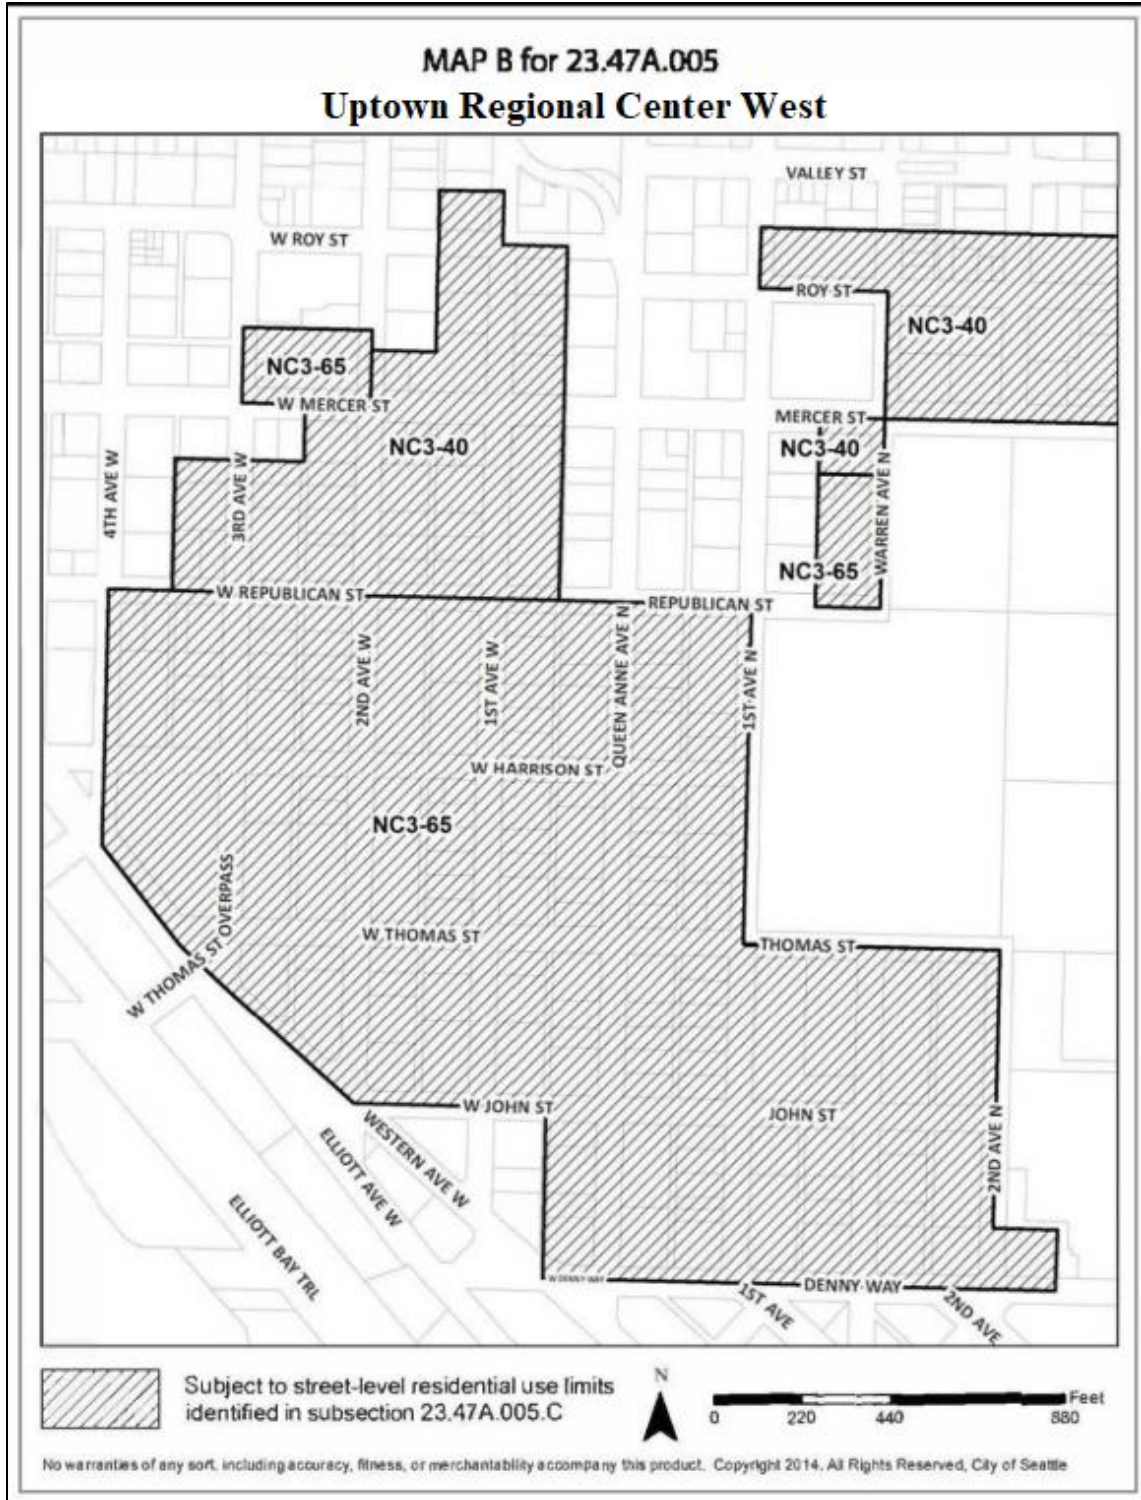 MAP B for 23.47A.005
Uptown Regional Center West
VALLEY ST
W ROY ST
ROY ST
NC3-40
NC3-65
W MERCER ST
MERCER ST
NC3-40
NC3-40
4TH AVE W
3RD AVE W
WARREN AVE N
NC3-65
W REPUBLICAN ST
REPUBLICAN ST
2ND AVE W
1ST AVE W
QUEEN ANNE AVE N
1ST AVE N
W HARRISON ST
NC3-65
W THOMAS ST OVERPASS
W THOMAS ST
THOMAS ST
W JOHN ST
JOHN ST
2ND AVE N
WESTERN AVE W
ELLIOTT AVE W
ELLIOTT BAY TRL
W DENNY WAY
DENNY WAY
1ST AVE
2ND AVE
Subject to street-level residential use limits
identified in subsection 23.47A.005.C
N
Feet
0 220 440 880
No warranties of any sort, including accuracy, fitness, or merchantability accompany this product. Copyright 2014, All Rights Reserved, City of Seattle